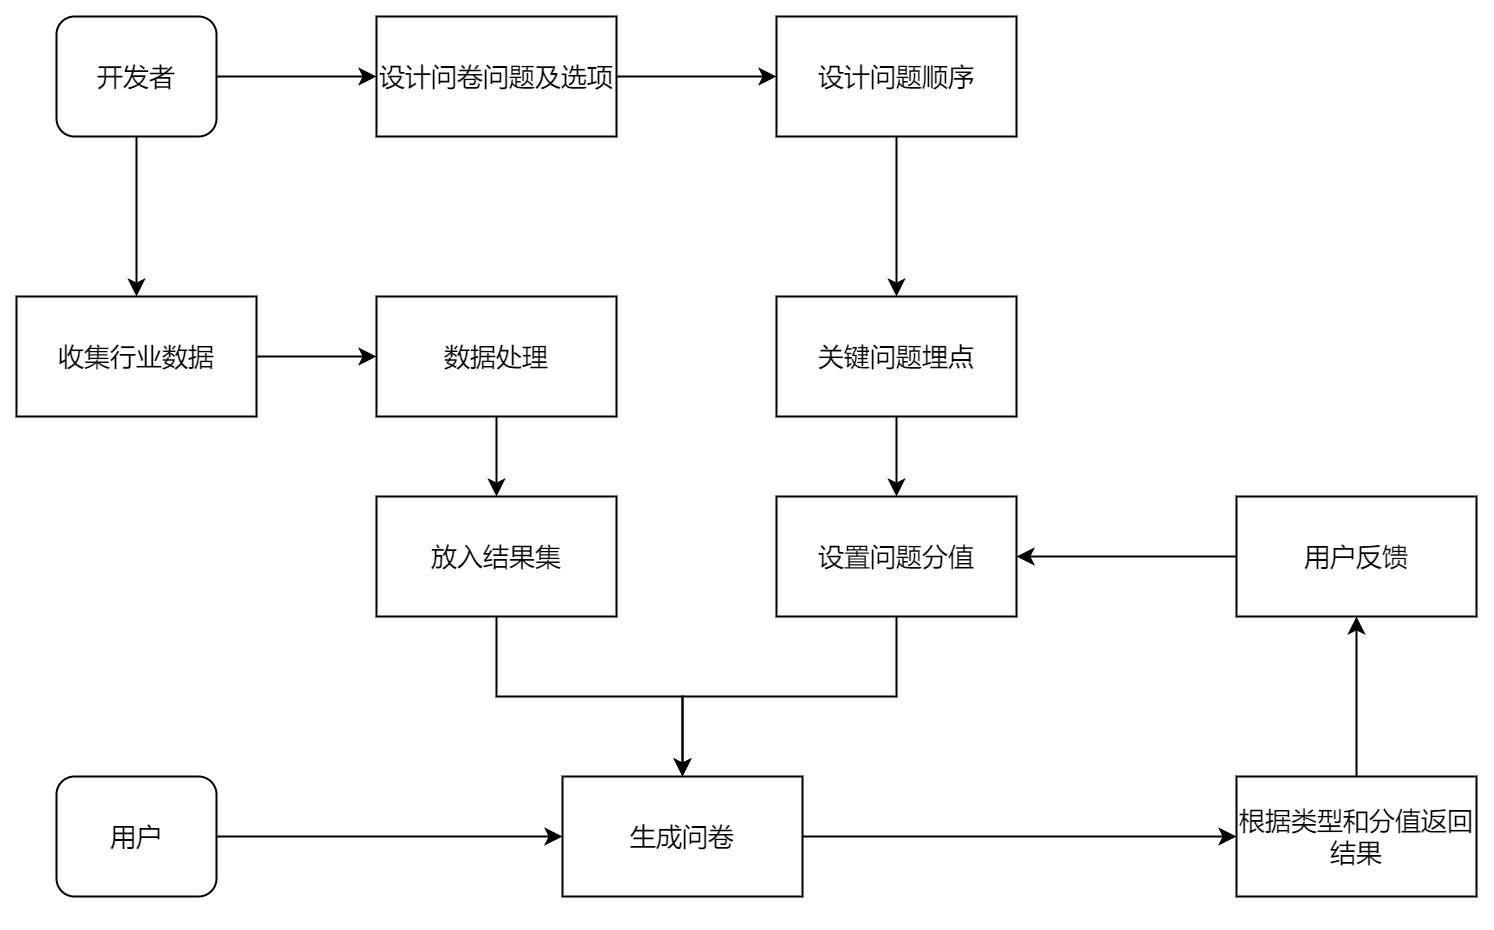 开发者
设计问卷问题及选项
设计问题顺序
收集行业数据
数据处理
关键问题埋点
放入结果集
设置问题分值
用户反馈
用户
生成问卷
根据类型和分值返回
结果